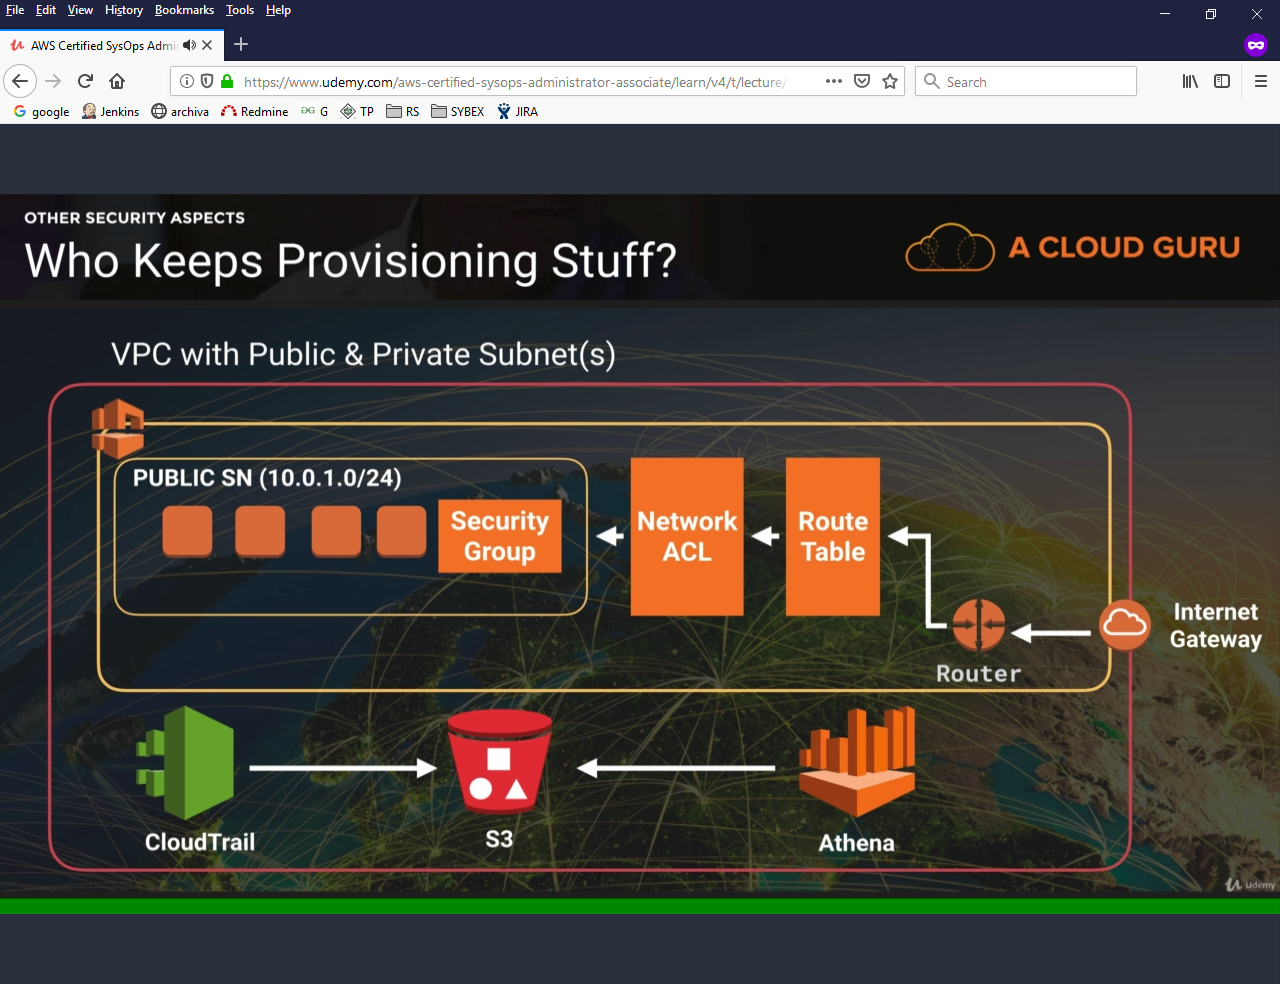 File Edit View History Bookmarks Tools Help
AWS Certified SysOps Admi
https://www.udemy.com/aws-certified-sysops-administrator-associate/learn/v4/t/lecture/
Search
google Jenkins archiva Redmine G TP RS SYBEX JIRA
OTHER SECURITY ASPECTS
Who Keeps Provisioning Stuff?
A CLOUD GURU
VPC with Public & Private Subnet(s)
PUBLIC SN (10.0.1.0/24)
Security
Group
Network
ACL
Route
Table
Router
Internet
Gateway
CloudTrail
S3
Athena
Udemy